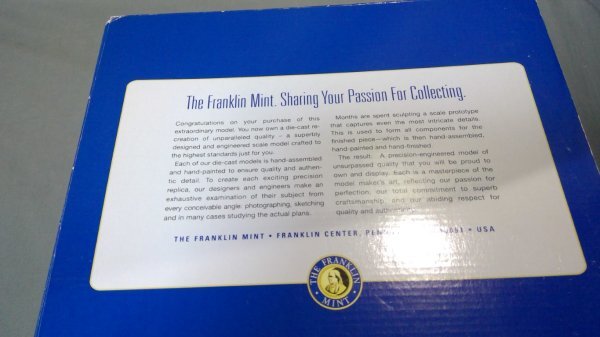 The Franklin Mint. Sharing Your Passion For Collecting.
Congraturations on your purchase of this
extraordinary model. You now own a die-cast re-
creation of unparaleled quality – a superbly
designed and engineered scale model crafted to
the highest standards just for you.
Each of our die-cast models is hand-assembled
and hand-painted to ensure quality and authen-
tic detail. To create each exciting precision
replica, our designers and engineers make an
exhaustive examination of their subject from
every conceivable angle, photographing, sketching
and in many cases studying the actual plans.
Months are spent sculpting a scale prototype
that captures even the most intricate details.
This is used to form all components for the
finished piece—which is then hand assembled,
hand-painted and hand-finished.
The result: A precision-engineered model of
unsurpassed quality that you will be proud to
own and display. Each is a masterpiece of the
model maker's art, reflecting our passion for
perfection, our total commitment to superb
craftsmanship, and our abiding respect for
quality and
THE FRANKLIN MINT • FRANKLIN CENTER, • USA
THE FRANKLIN
MINT